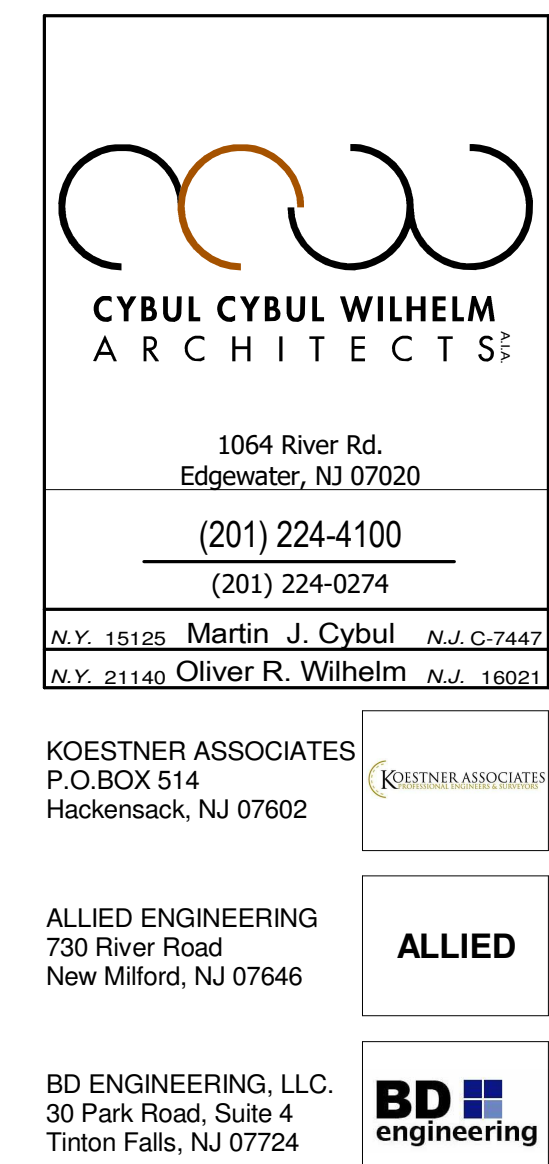 CYBUL CYBUL WILHELM
ARCHITECTS A.I.A.
1064 River Rd.
Edgewater, NJ 07020
(201) 224-4100
(201) 224-0274
N.Y. 15125 Martin J. Cybul N.J. C-7447
N.Y. 21140 Oliver R. Wilhelm N.J. 16021
KOESTNER ASSOCIATES
P.O.BOX 514
Hackensack, NJ 07602
KOESTNER ASSOCIATES
PROFESSIONAL ENGINEERS & SURVEYORS
ALLIED ENGINEERING
730 River Road
New Milford, NJ 07646
ALLIED
BD ENGINEERING, LLC.
30 Park Road, Suite 4
Tinton Falls, NJ 07724
BD
engineering